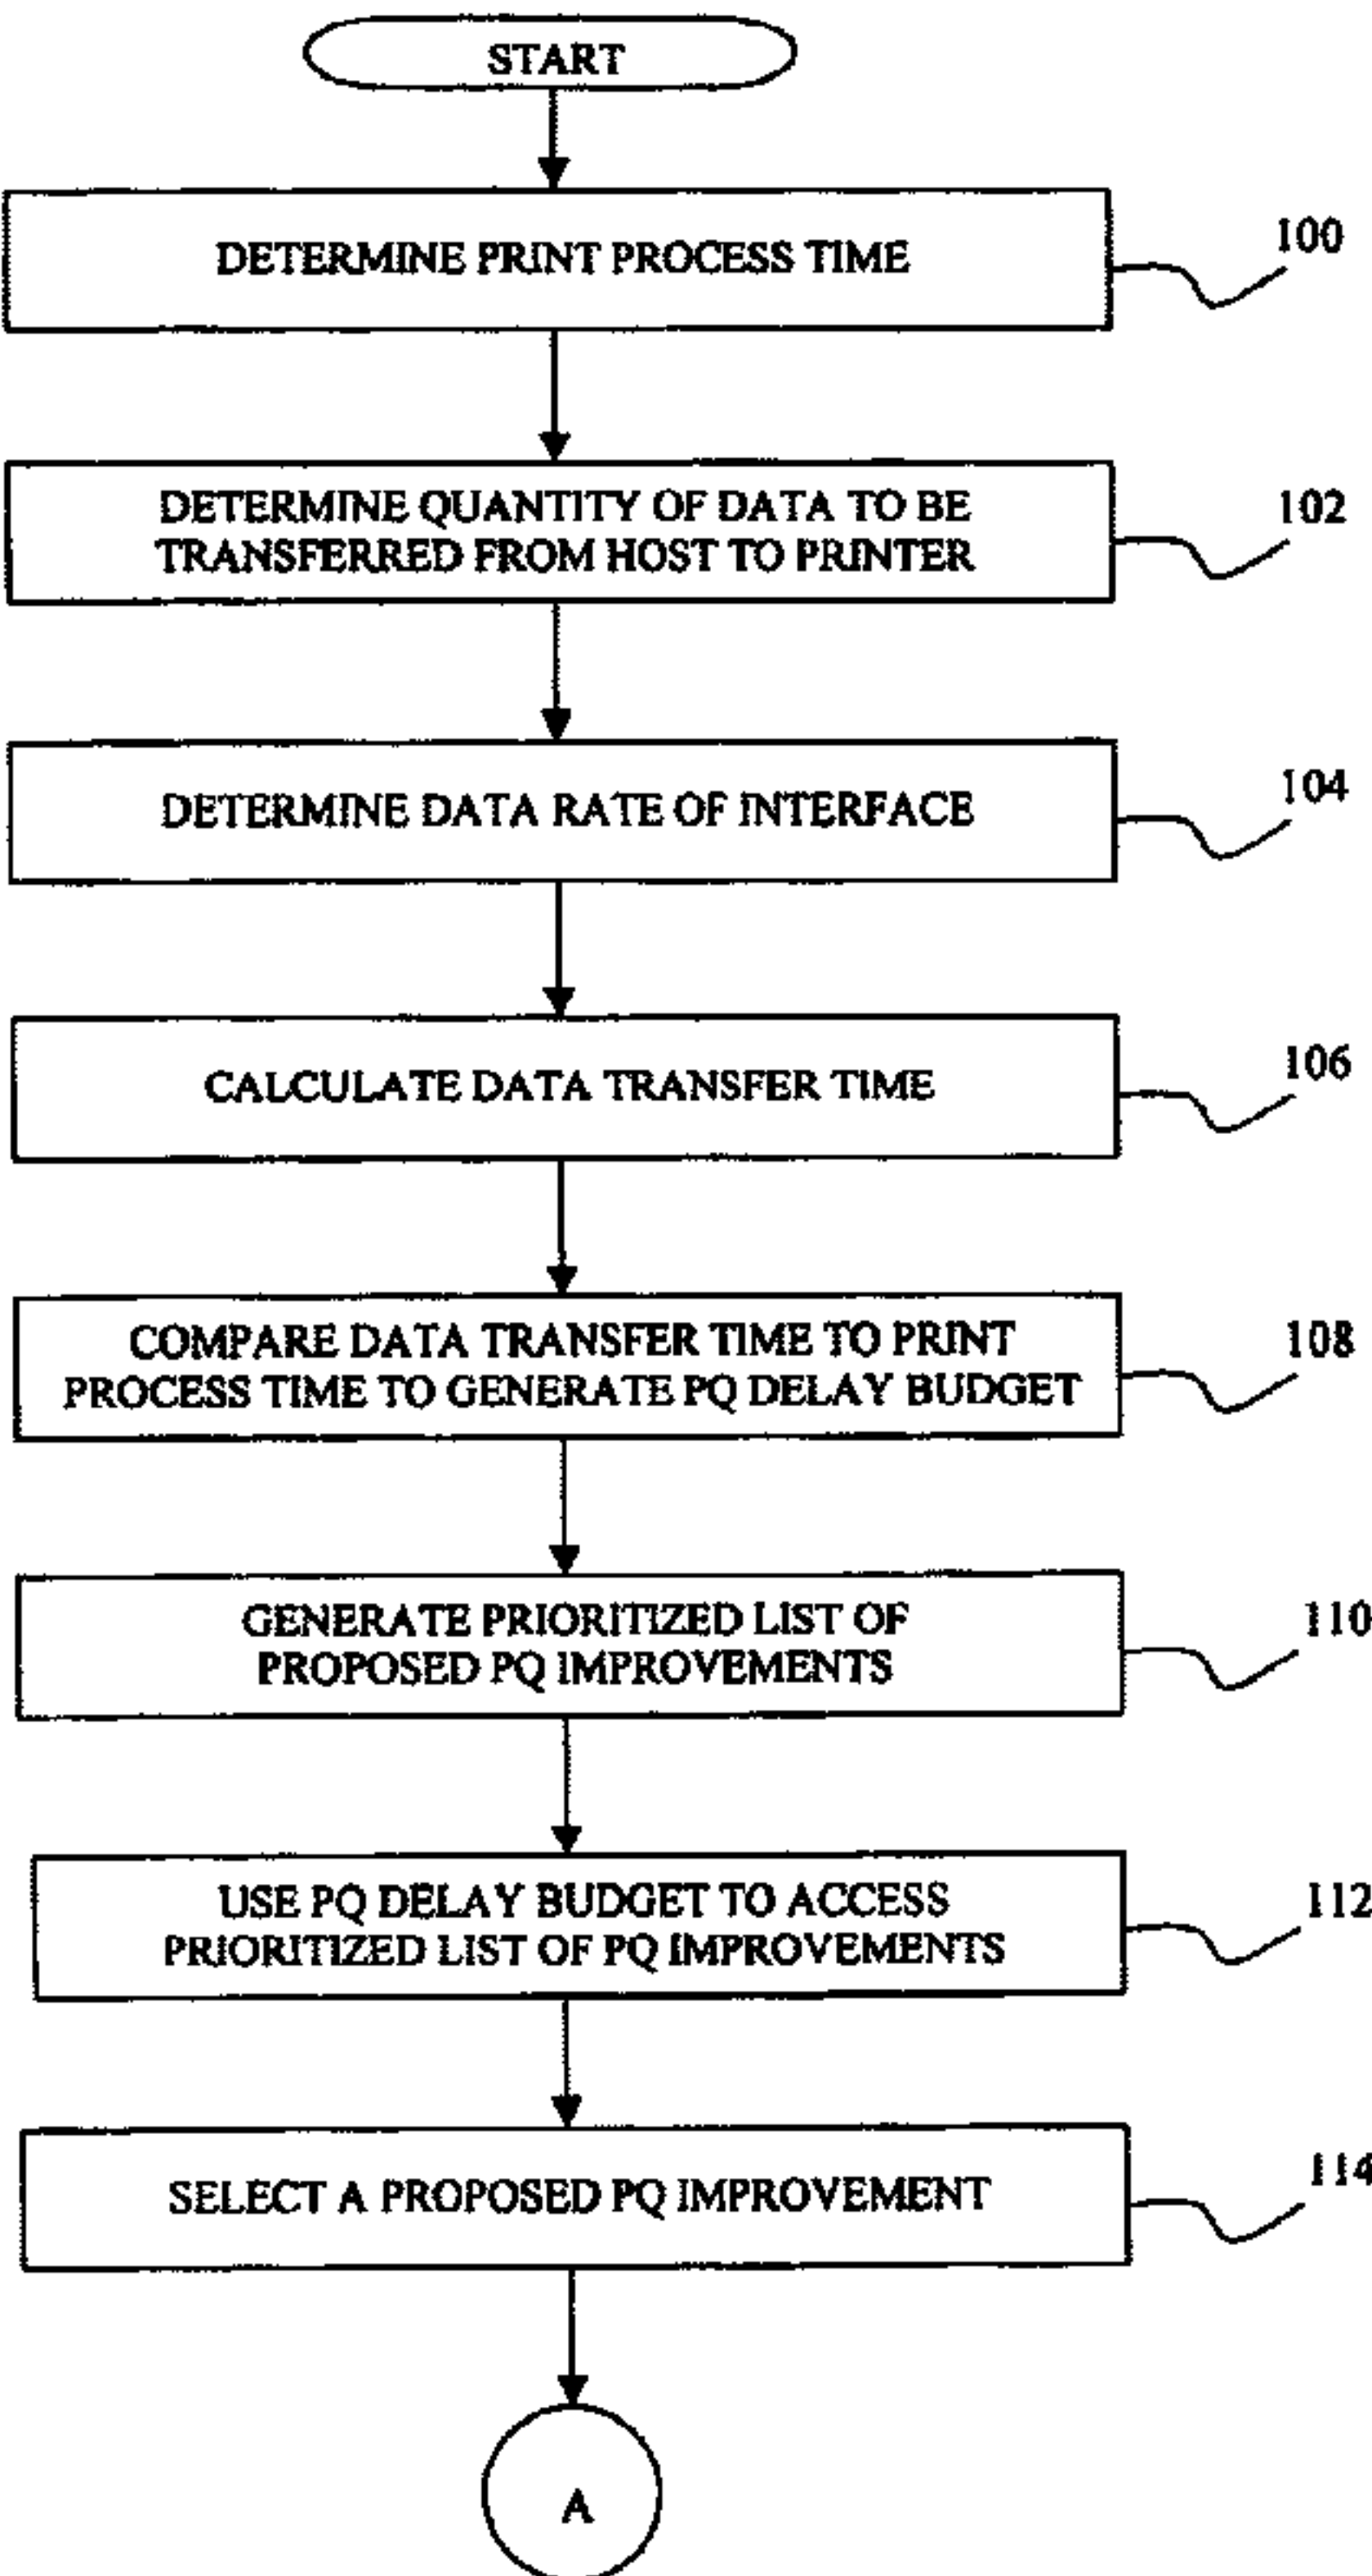 START
DETERMINE PRINT PROCESS TIME
100
DETERMINE QUANTITY OF DATA TO BE
TRANSFERRED FROM HOST TO PRINTER
102
DETERMINE DATA RATE OF INTERFACE
104
CALCULATE DATA TRANSFER TIME
106
COMPARE DATA TRANSFER TIME TO PRINT
PROCESS TIME TO GENERATE PQ DELAY BUDGET
108
GENERATE PRIORITIZED LIST OF
PROPOSED PQ IMPROVEMENTS
110
USE PQ DELAY BUDGET TO ACCESS
PRIORITIZED LIST OF PQ IMPROVEMENTS
112
SELECT A PROPOSED PQ IMPROVEMENT
114
A